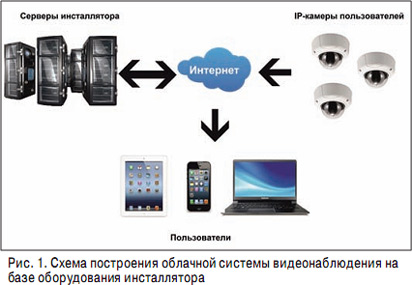 Серверы инсталлятора
IP-камеры пользователей
Интернет
Пользователи
Рис. 1. Схема построения облачной системы видеонаблюдения на
базе оборудования инсталлятора